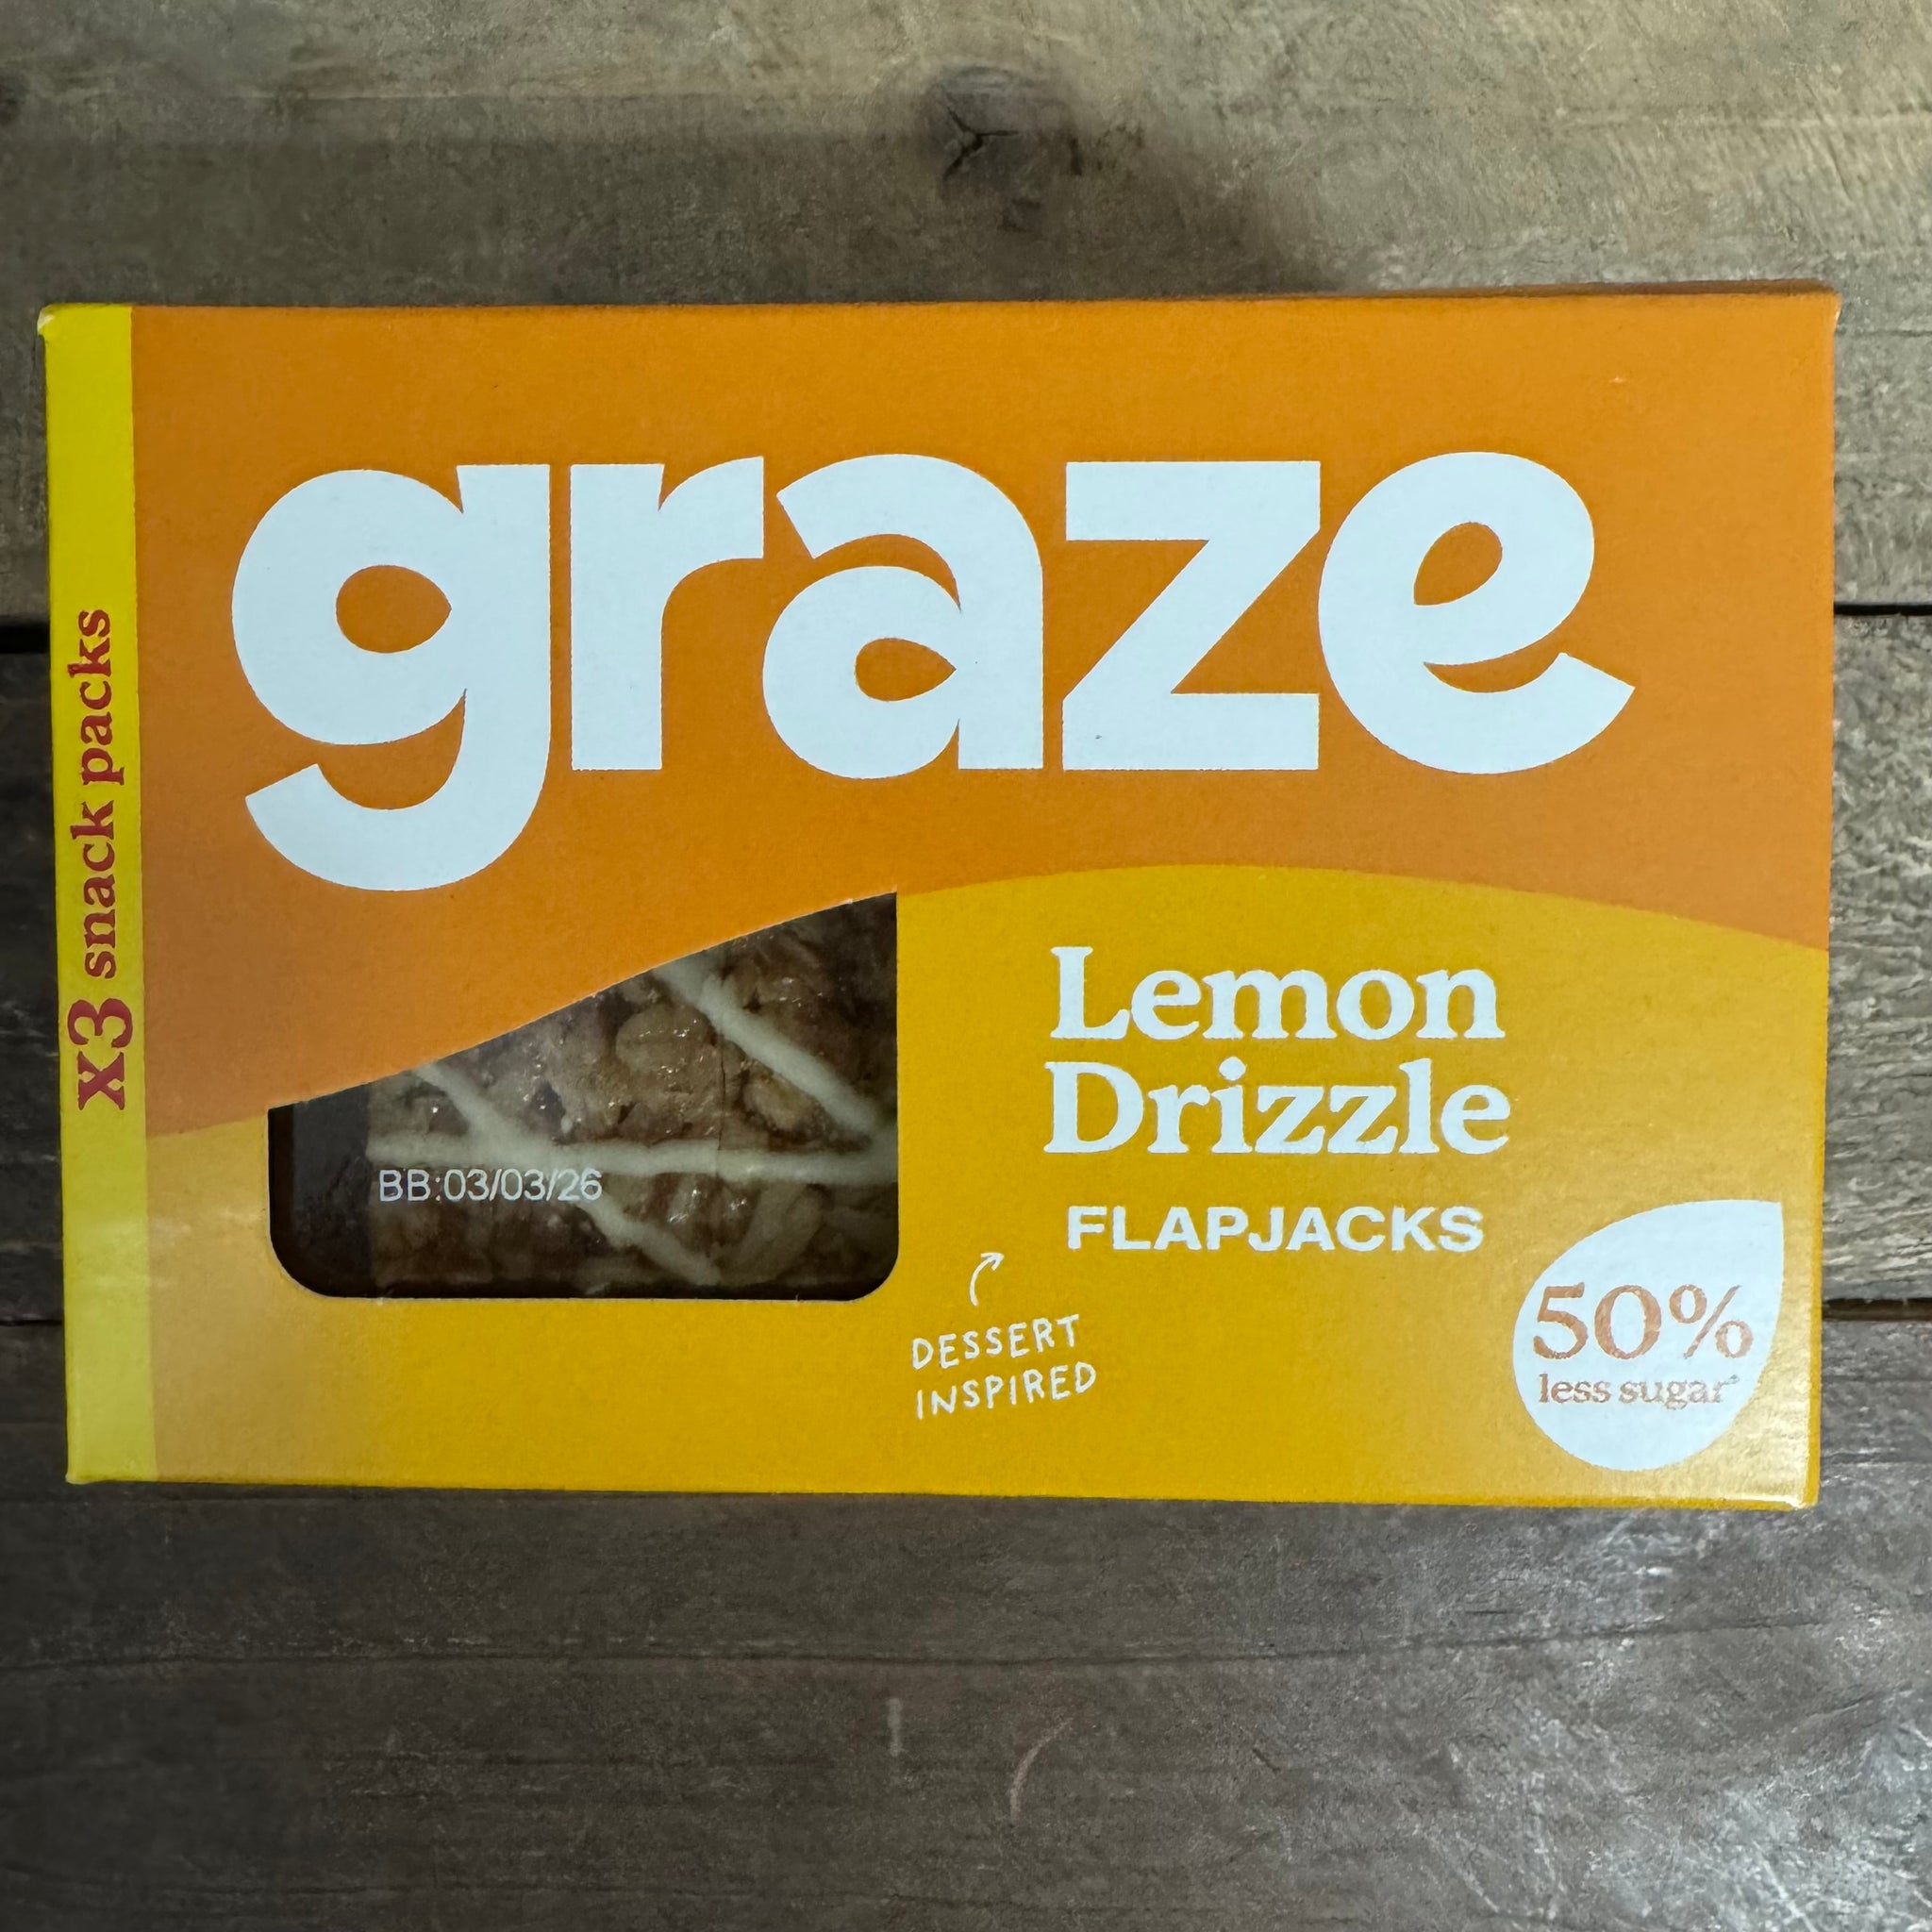 x3 snack packs
graze
Lemon
Drizzle
FLAPJACKS
BB:03/03/26
DESSERT
INSPIRED
50%
less sugar*